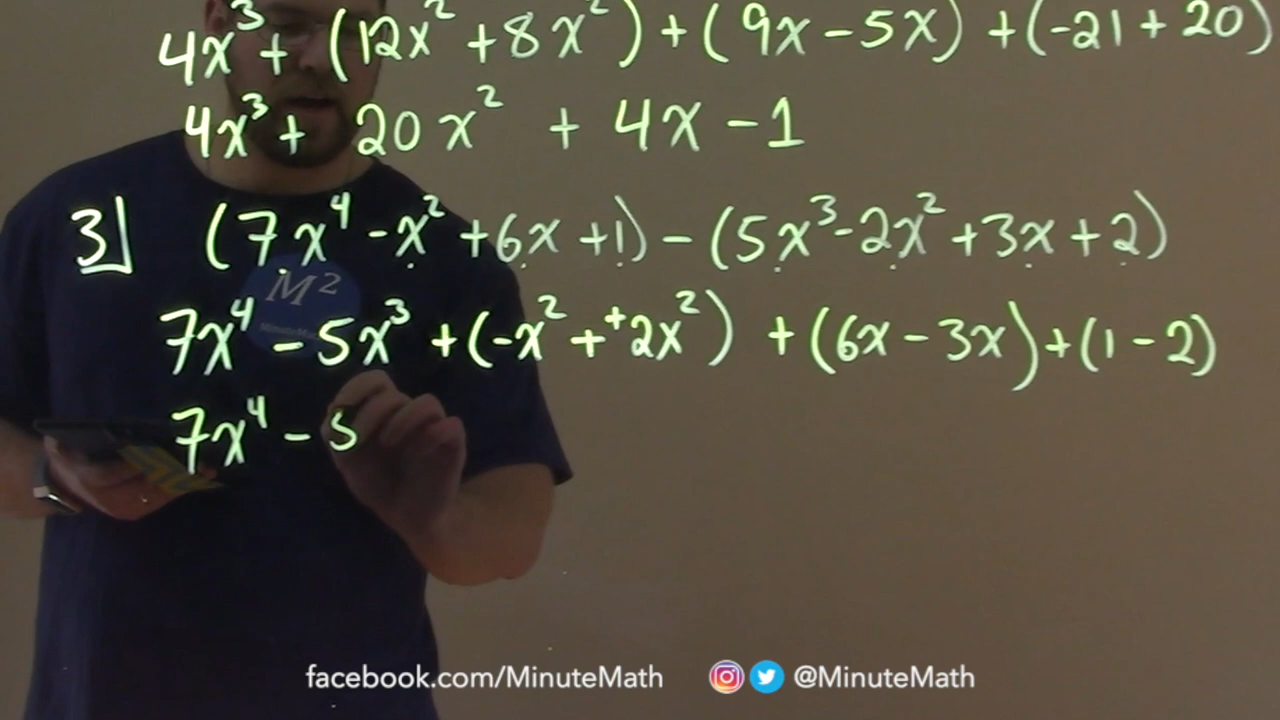 4x³ + (12x² + 8x²) + (9x - 5x) + (-21 + 20)
4x³ + 20x² + 4x - 1
3] (7x⁴ - x² + 6x + 1) - (5x³ - 2x² + 3x + 2)
M²
7x⁴ - 5x³ + (-x² + +2x²) + (6x - 3x) + (1 - 2)
7x⁴ - 5
facebook.com/MinuteMath @MinuteMath